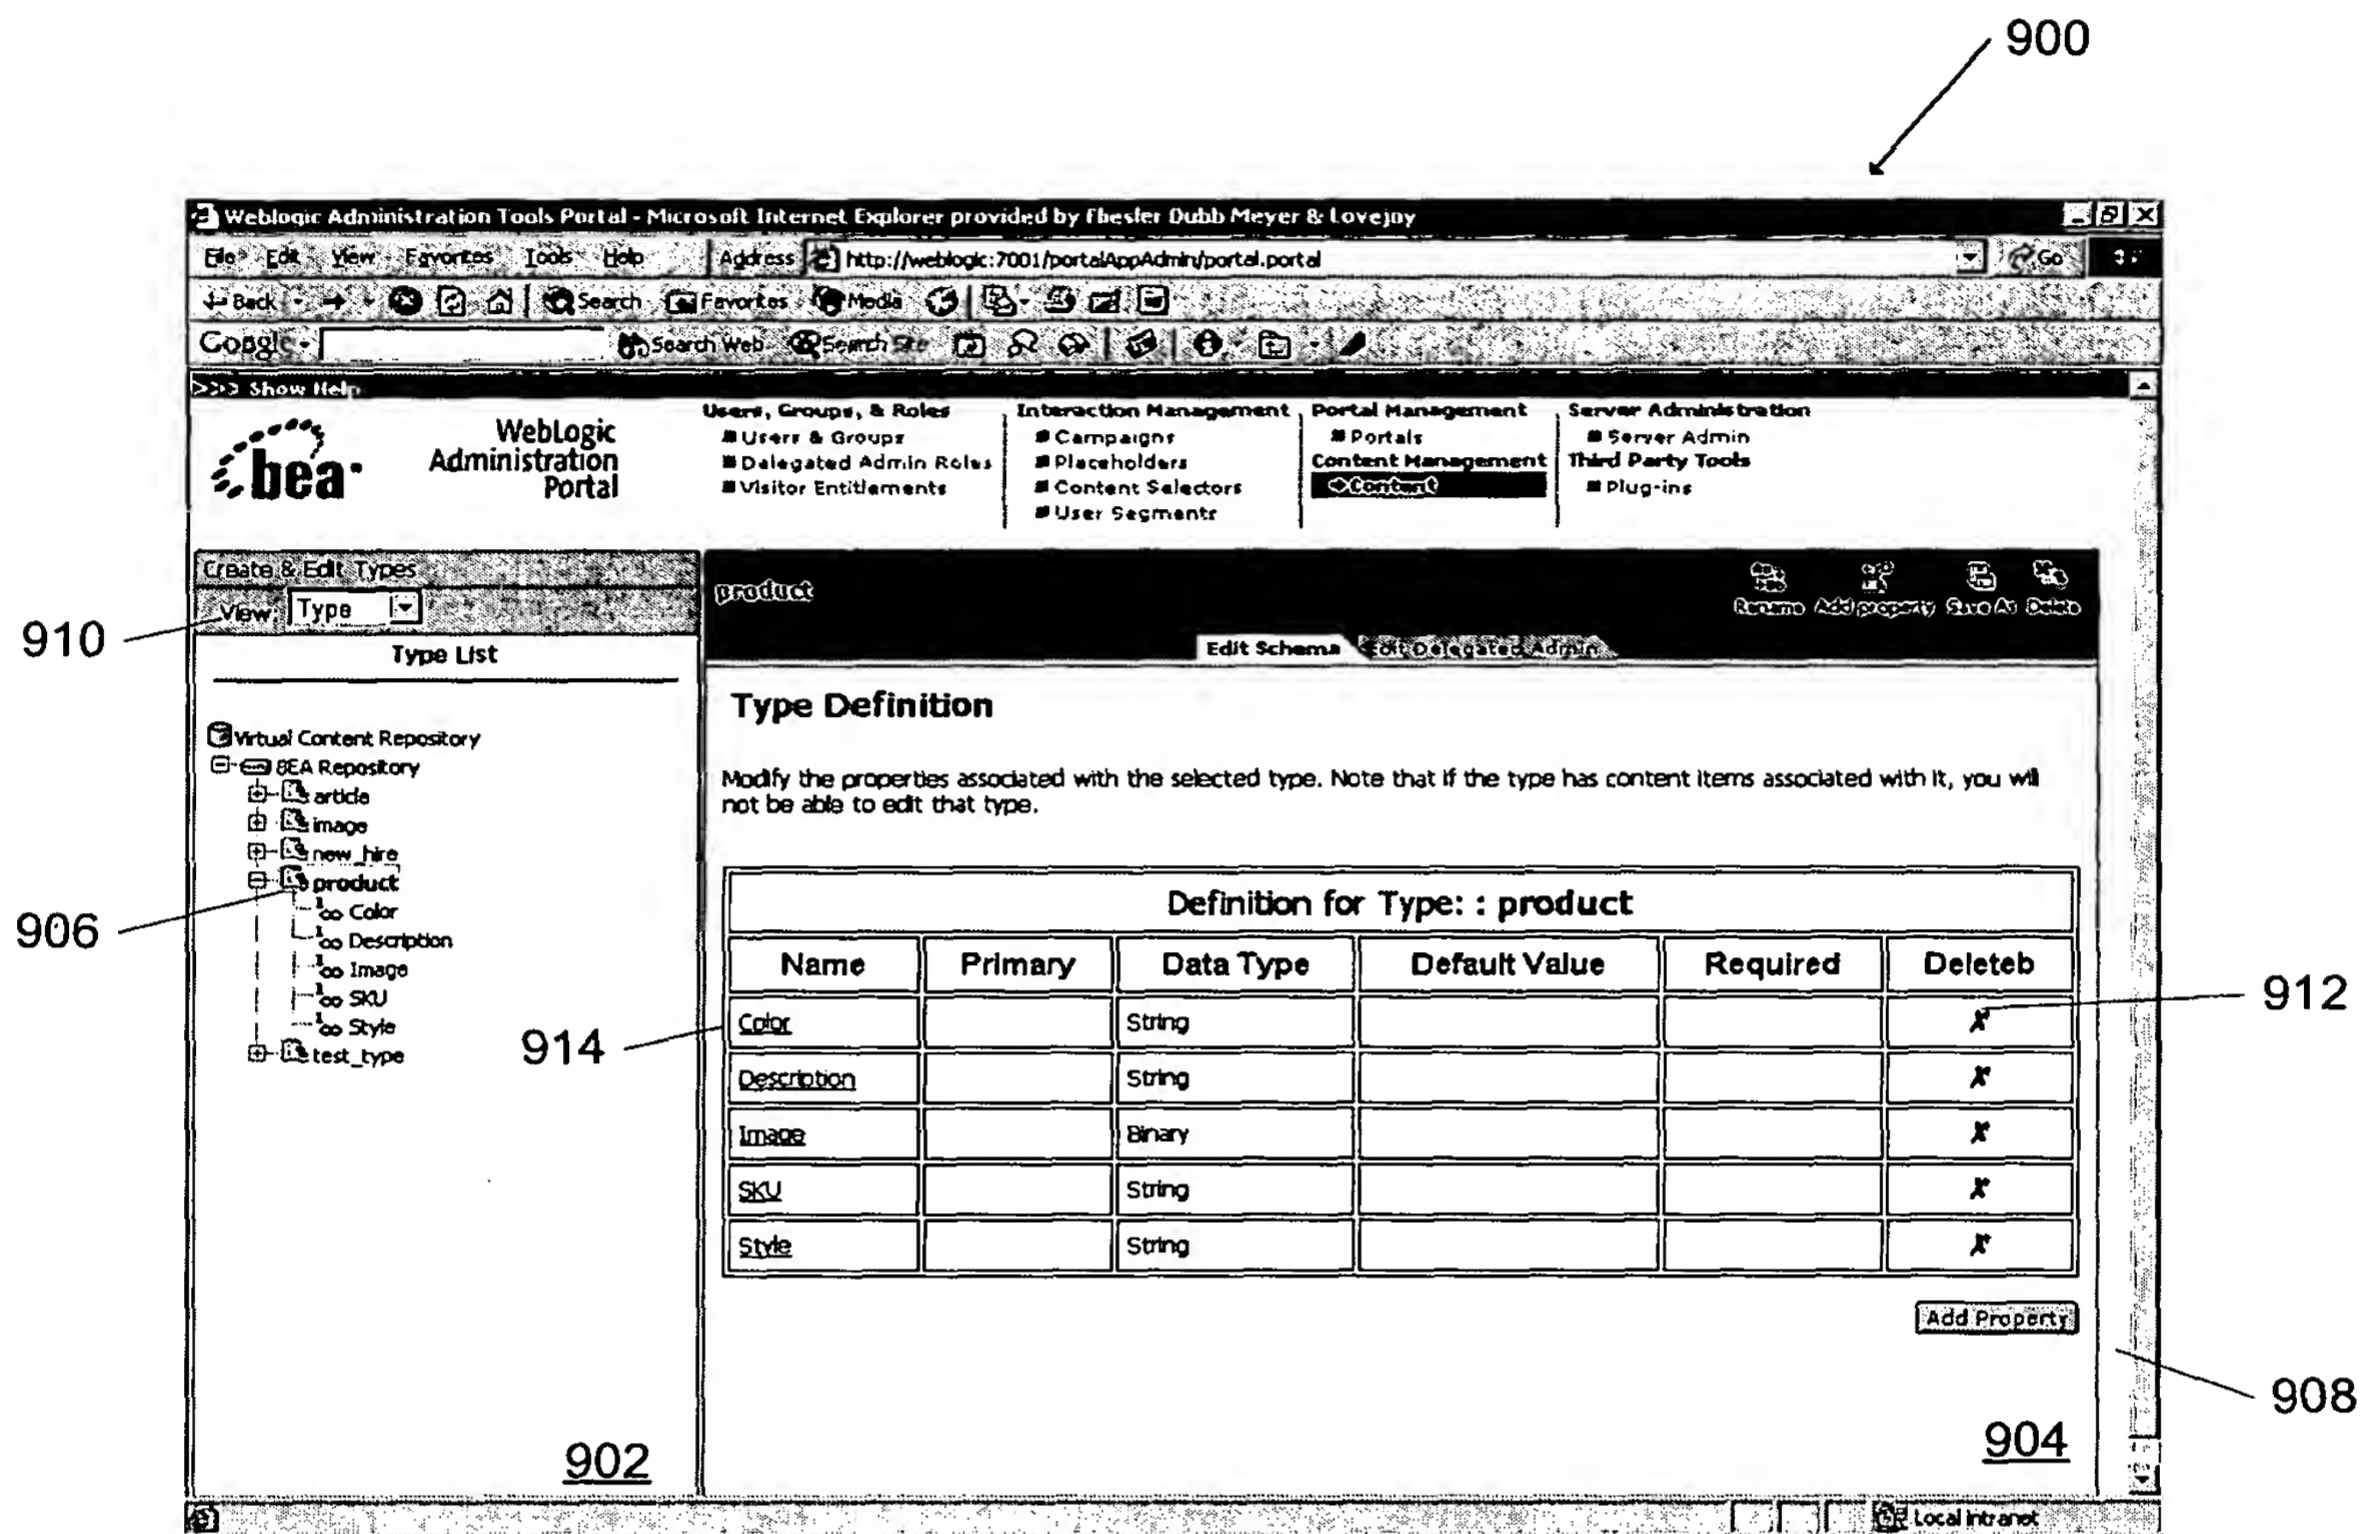 900
Weblogic Administration Tools Portal - Microsoft Internet Explorer provided by Fliesler Dubb Meyer & Lovejoy
File Edit View Favorites Tools Help Address http://weblogic:7001/portalAppAdmin/portal.portal Go
Back Search Favorites Media
Google Search Web Search Site
>>> Show Help
bea WebLogic Administration Portal
Users, Groups, & Roles
Users & Groups
Delegated Admin Roles
Visitor Entitlements
Interaction Management
Campaigns
Placeholders
Content Selectors
User Segments
Portal Management
Portals
Content Management
Content
Server Administration
Server Admin
Third Party Tools
Plug-ins
Create & Edit Types
View: Type
910
Type List
Virtual Content Repository
BEA Repository
article
image
new_hire
product
906
Color
Description
Image
SKU
Style
test_type
902
product
Rename Add property Save As Delete
Edit Schema Edit Delegated Admin
Type Definition
Modify the properties associated with the selected type. Note that if the type has content items associated with it, you will
not be able to edit that type.
Definition for Type: : product
Name Primary Data Type Default Value Required Deleteb
914 Color String X 912
Description String X
Image Binary X
SKU String X
Style String X
Add Property
908
904
Local intranet